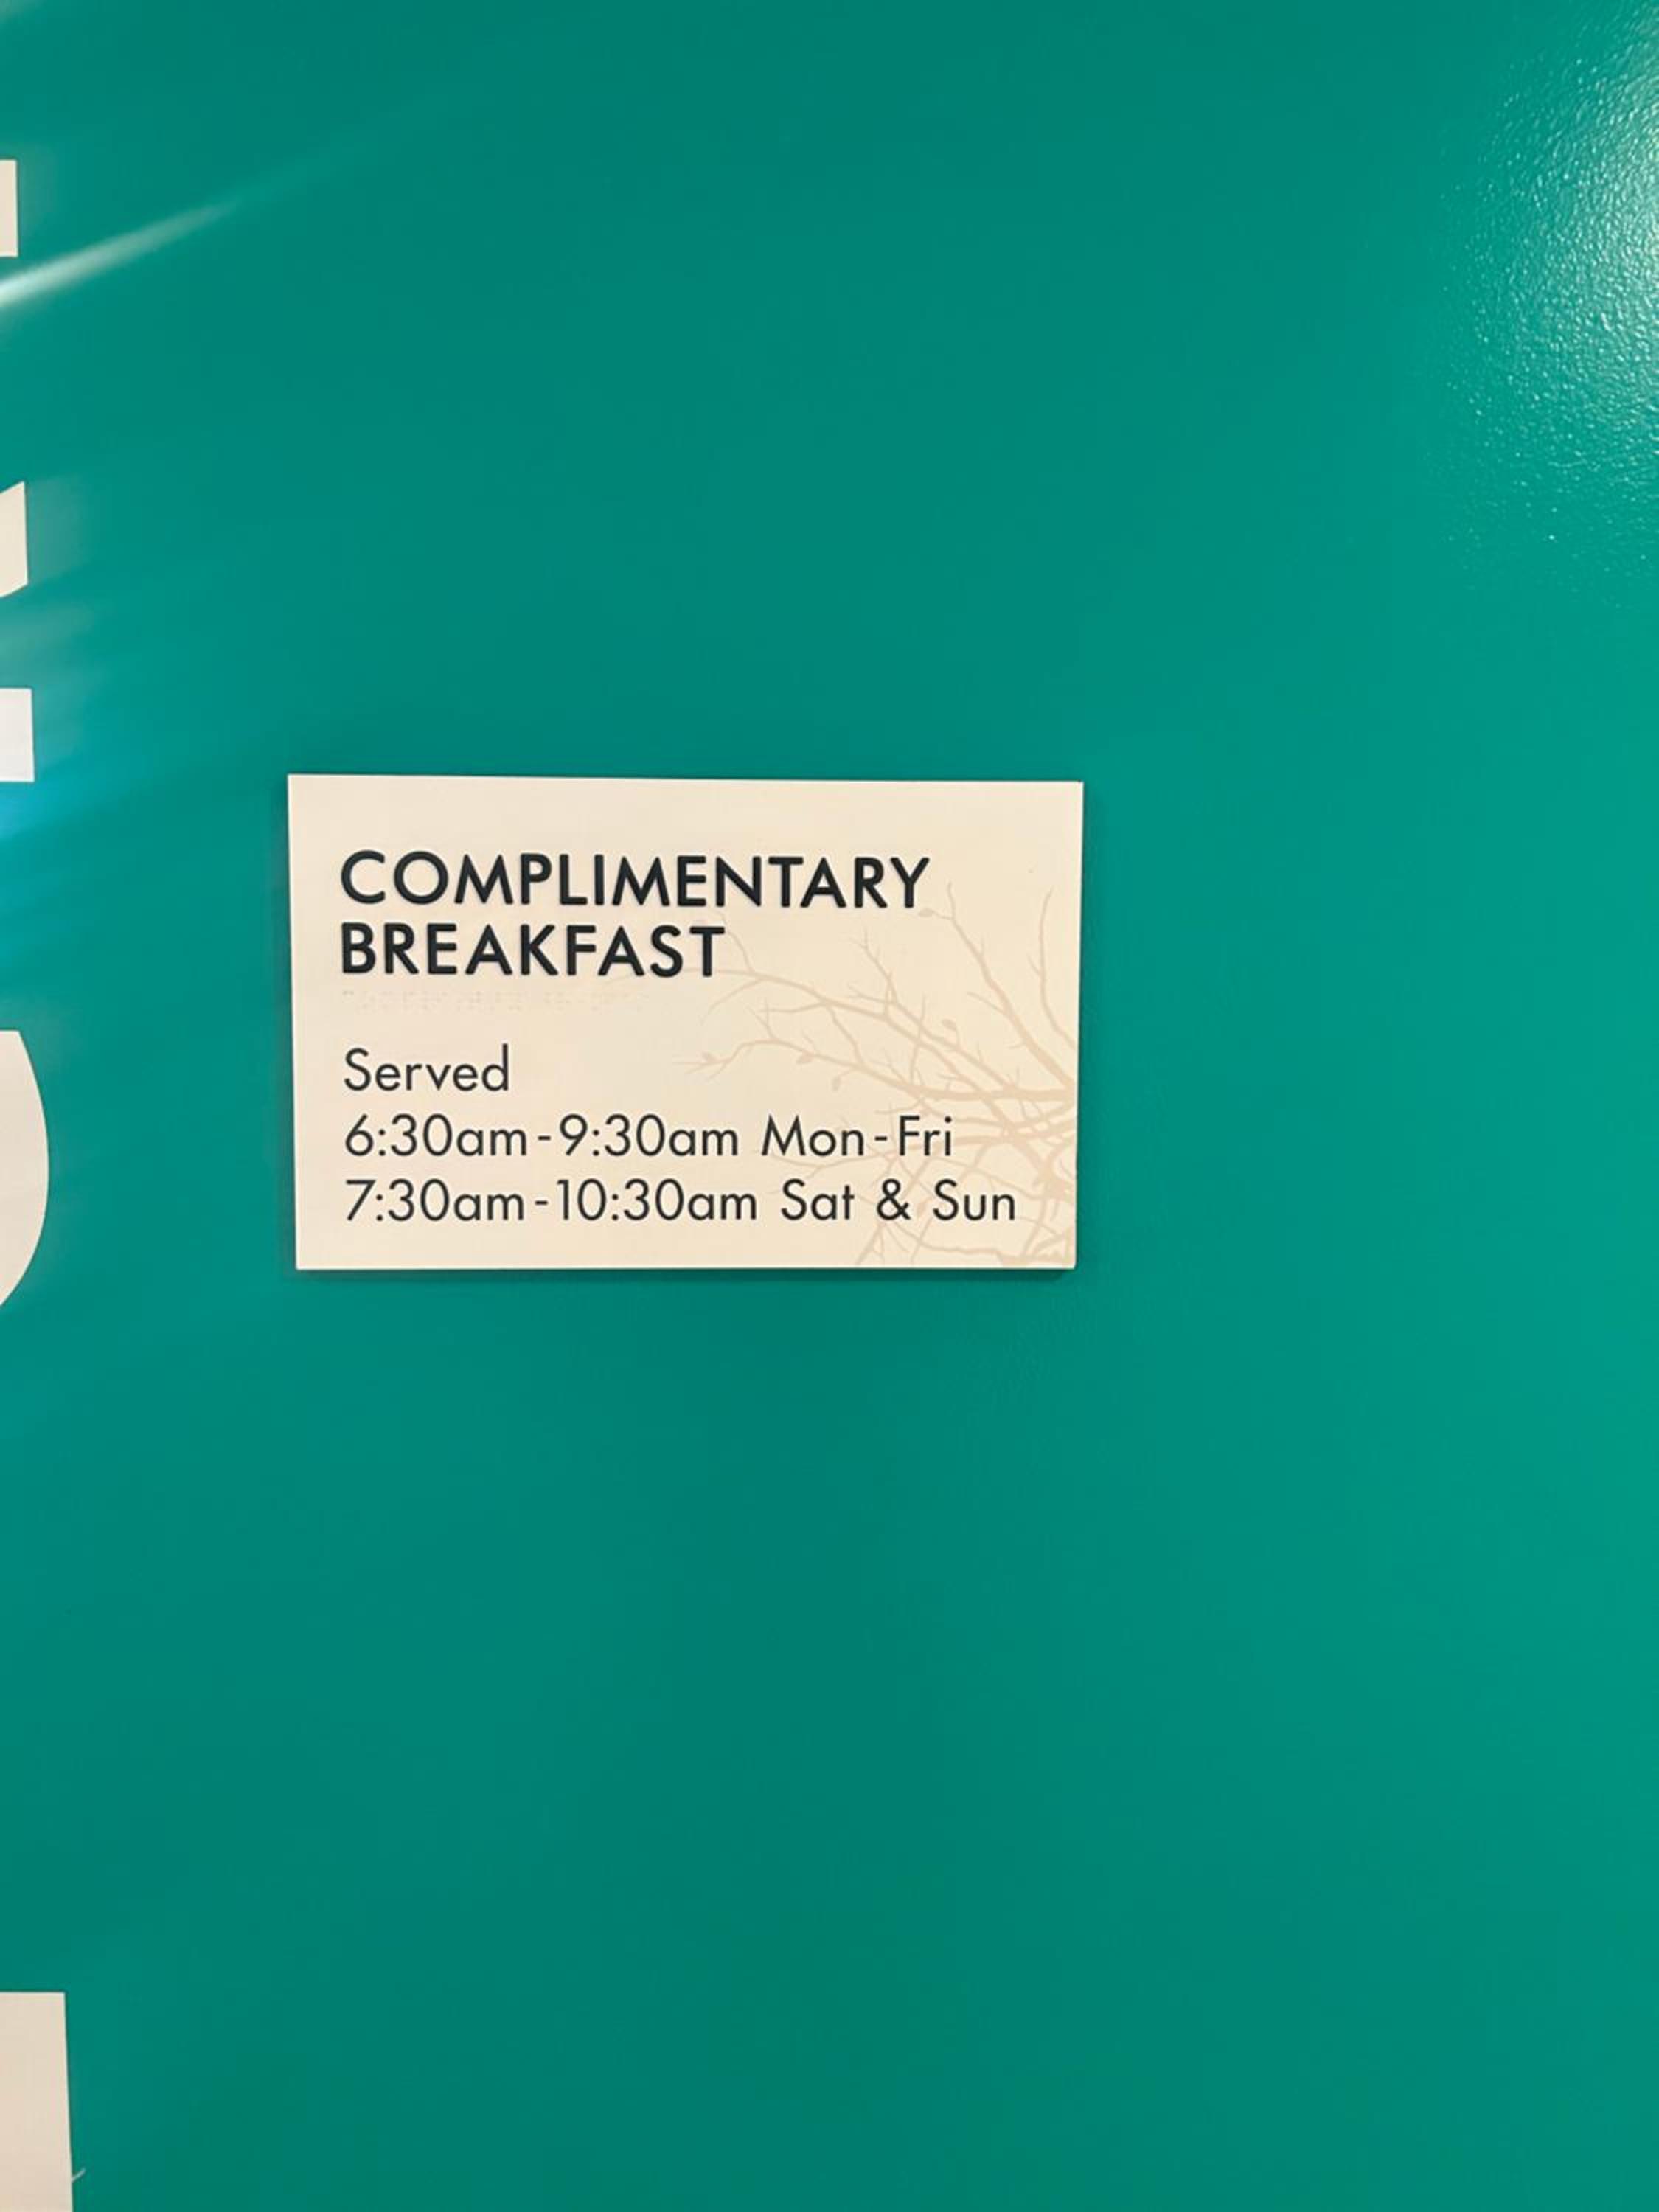 COMPLIMENTARY
BREAKFAST
Served
6:30am-9:30am Mon-Fri
7:30am-10:30am Sat & Sun